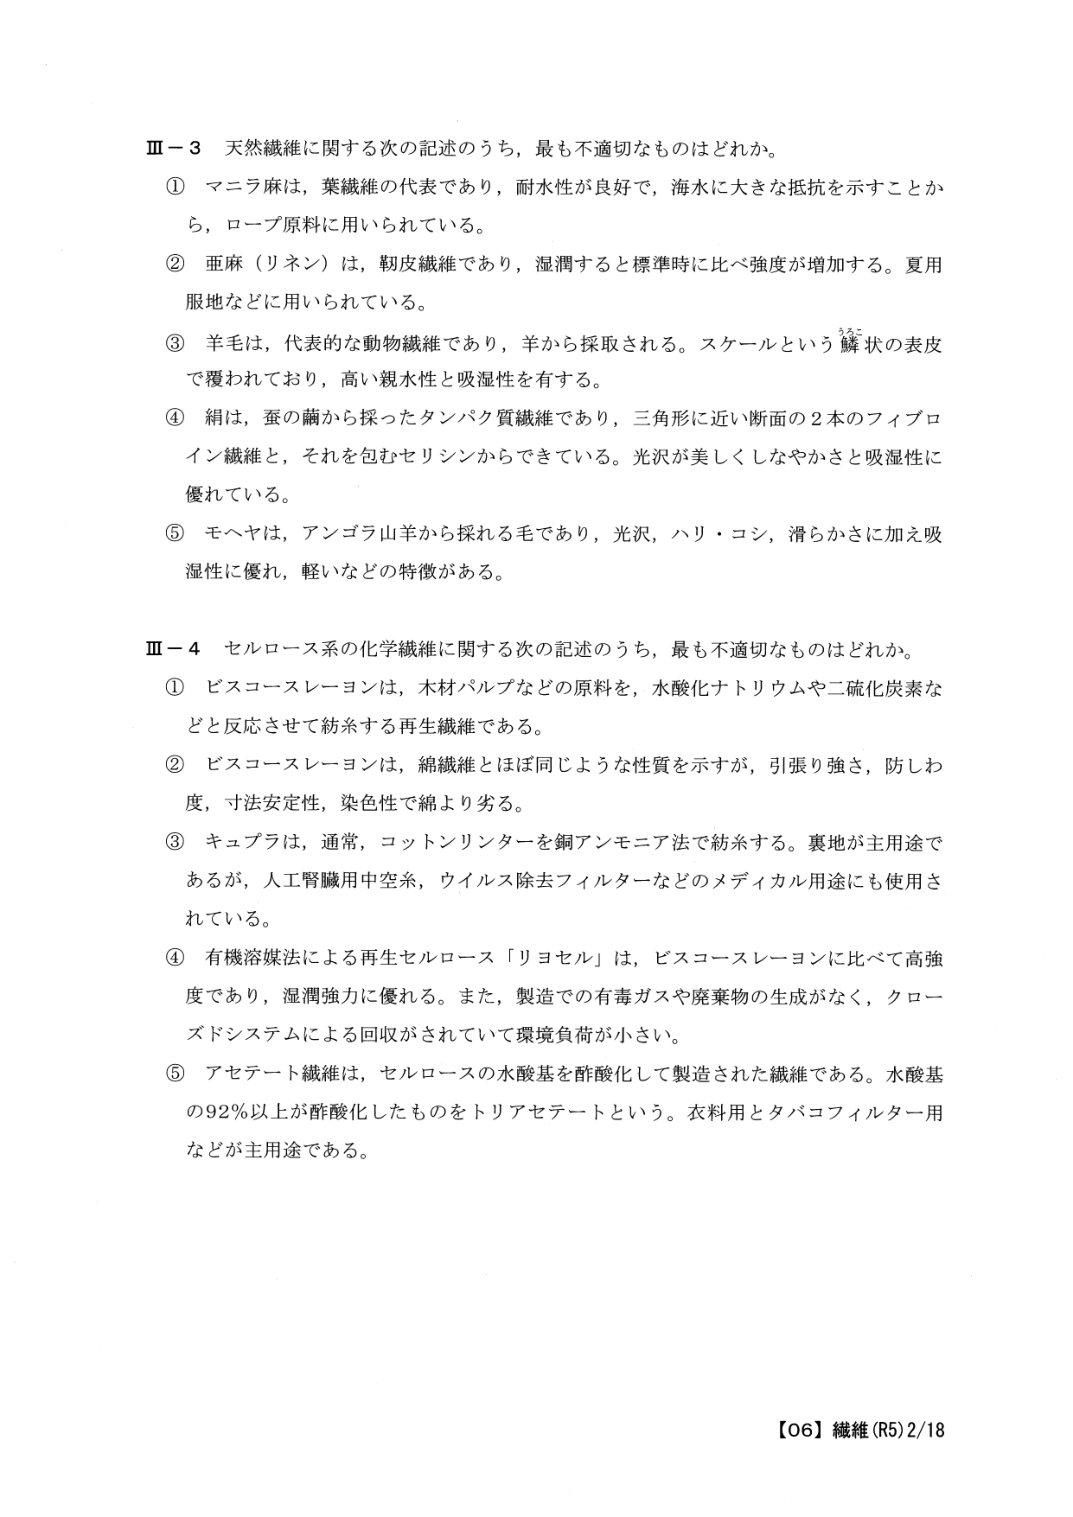 Ⅲ－3　天然繊維に関する次の記述のうち，最も不適切なものはどれか。
①　マニラ麻は，葉繊維の代表であり，耐水性が良好で，海水に大きな抵抗を示すことか
ら，ロープ原料に用いられている。
②　亜麻（リネン）は，靭皮繊維であり，湿潤すると標準時に比べ強度が増加する。夏用
服地などに用いられている。
うろこ
③　羊毛は，代表的な動物繊維であり，羊から採取される。スケールという鱗状の表皮
で覆われており，高い親水性と吸湿性を有する。
④　絹は，蚕の繭から採ったタンパク質繊維であり，三角形に近い断面の２本のフィブロ
イン繊維と，それを包むセリシンからできている。光沢が美しくしなやかさと吸湿性に
優れている。
⑤　モヘヤは，アンゴラ山羊から採れる毛であり，光沢，ハリ・コシ，滑らかさに加え吸
湿性に優れ，軽いなどの特徴がある。
Ⅲ－4　セルロース系の化学繊維に関する次の記述のうち，最も不適切なものはどれか。
①　ビスコースレーヨンは，木材パルプなどの原料を，水酸化ナトリウムや二硫化炭素な
どと反応させて紡糸する再生繊維である。
②　ビスコースレーヨンは，綿繊維とほぼ同じような性質を示すが，引張り強さ，防しわ
度，寸法安定性，染色性で綿より劣る。
③　キュプラは，通常，コットンリンターを銅アンモニア法で紡糸する。裏地が主用途で
あるが，人工腎臓用中空糸，ウイルス除去フィルターなどのメディカル用途にも使用さ
れている。
④　有機溶媒法による再生セルロース「リヨセル」は，ビスコースレーヨンに比べて高強
度であり，湿潤強力に優れる。また，製造での有毒ガスや廃棄物の生成がなく，クロー
ズドシステムによる回収がされていて環境負荷が小さい。
⑤　アセテート繊維は，セルロースの水酸基を酢酸化して製造された繊維である。水酸基
の92％以上が酢酸化したものをトリアセテートという。衣料用とタバコフィルター用
などが主用途である。
【06】繊維(R5)2/18